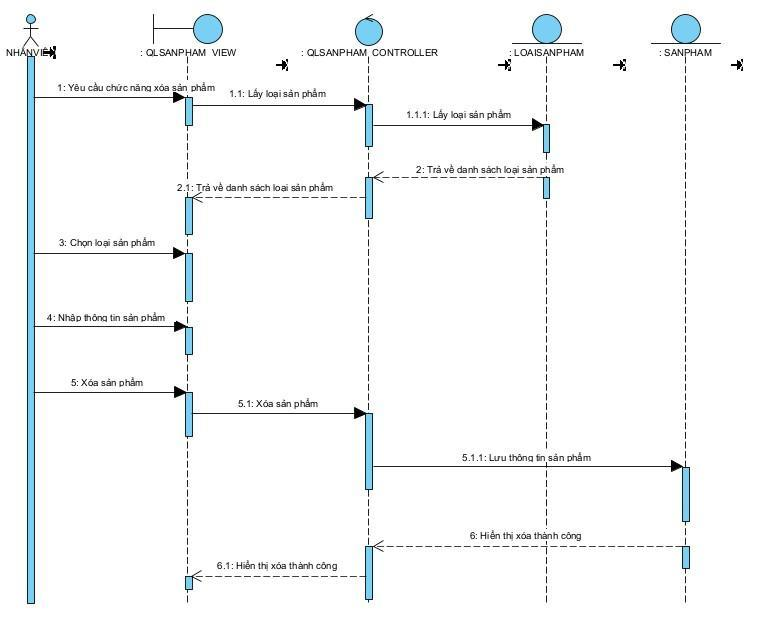 NHÂNVIÊN
: QLSANPHAM_VIEW
: QLSANPHAM_CONTROLLER
: LOAISANPHAM
: SANPHAM
1: Yêu cầu chức năng xóa sản phẩm
1.1: Lấy loại sản phẩm
1.1.1: Lấy loại sản phẩm
2: Trả về danh sách loại sản phẩm
2.1: Trả về danh sách loại sản phẩm
3: Chọn loại sản phẩm
4: Nhập thông tin sản phẩm
5: Xóa sản phẩm
5.1: Xóa sản phẩm
5.1.1: Lưu thông tin sản phẩm
6: Hiển thị xóa thành công
6.1: Hiển thị xóa thành công